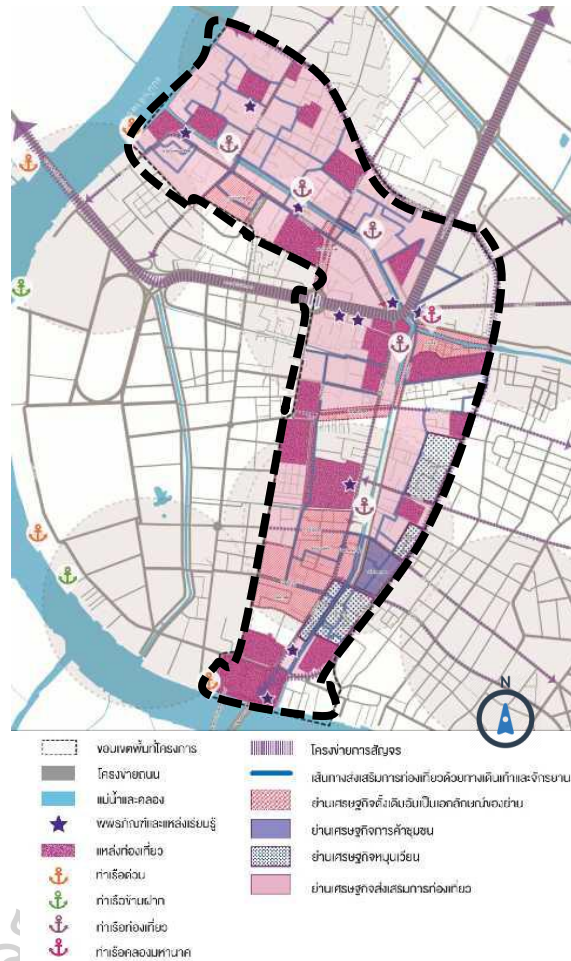 N
ขอบเขตพื้นที่โครงการ
โครงข่ายถนน
แม่น้ำและคลอง
พิพิธภัณฑ์และแหล่งเรียนรู้
แหล่งท่องเที่ยว
ท่าเรือด่วน
ท่าเรือข้ามฟาก
ท่าเรือท่องเที่ยว
ท่าเรือคลองมหานาค
โครงข่ายการสัญจร
เส้นทางส่งเสริมการท่องเที่ยวด้วยทางเดินเท้าและจักรยาน
ย่านเศรษฐกิจดั้งเดิมอันเป็นเอกลักษณ์ของย่าน
ย่านเศรษฐกิจการค้าชุมชน
ย่านเศรษฐกิจหมุนเวียน
ย่านเศรษฐกิจส่งเสริมการท่องเที่ยว